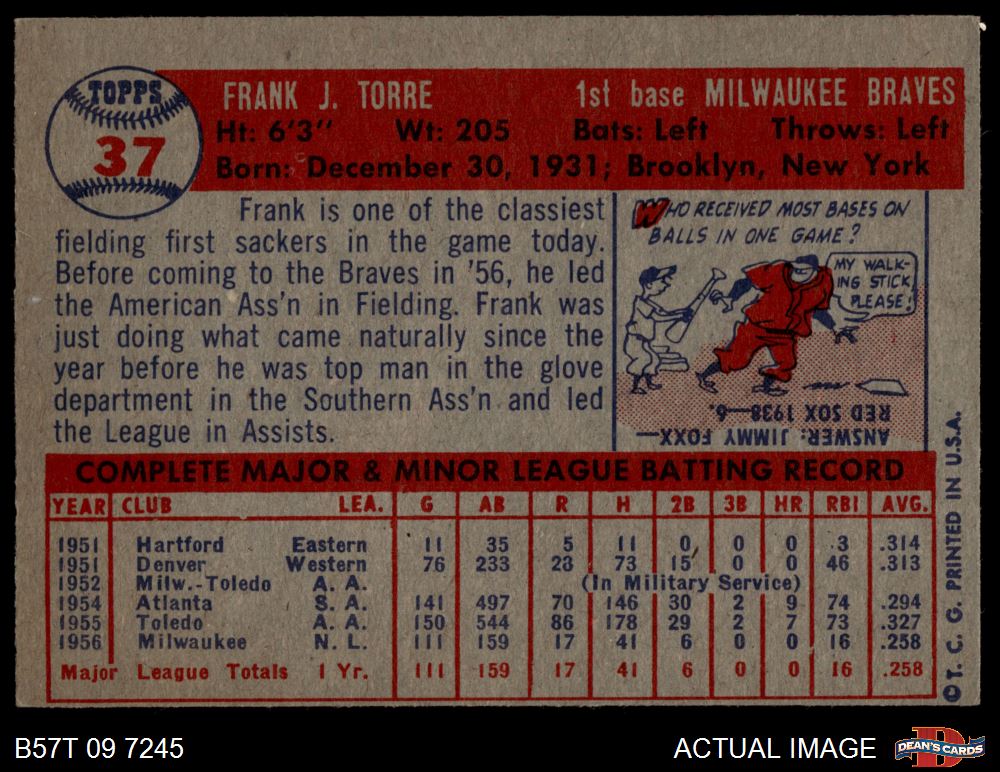 TOPPS
37
FRANK J. TORRE 1st base MILWAUKEE BRAVES
Ht: 6'3" Wt: 205 Bats: Left Throws: Left
Born: December 30, 1931; Brooklyn, New York
Frank is one of the classiest
fielding first sackers in the game today.
Before coming to the Braves in '56, he led
the American Ass'n in Fielding. Frank was
just doing what came naturally since the
year before he was top man in the glove
department in the Southern Ass'n and led
the League in Assists.
WHO RECEIVED MOST BASES ON
BALLS IN ONE GAME?
MY WALK-
ING STICK,
PLEASE!
ANSWER: JIMMY FOXX—
RED SOX 1938—6.
COMPLETE MAJOR & MINOR LEAGUE BATTING RECORD
YEAR CLUB LEA. G AB R H 2B 3B HR RBI AVG.
1951 Hartford Eastern 11 35 5 11 0 0 0 3 .314
1951 Denver Western 76 233 23 73 15 0 0 46 .313
1952 Milw.-Toledo A. A. (In Military Service)
1954 Atlanta S. A. 141 497 70 146 30 2 9 74 .294
1955 Toledo A. A. 150 544 86 178 29 2 7 73 .327
1956 Milwaukee N. L. 111 159 17 41 6 0 0 16 .258
Major League Totals 1 Yr. 111 159 17 41 6 0 0 16 .258
©T. C. G. PRINTED IN U.S.A.
B57T 09 7245
ACTUAL IMAGE
DEAN'S CARDS